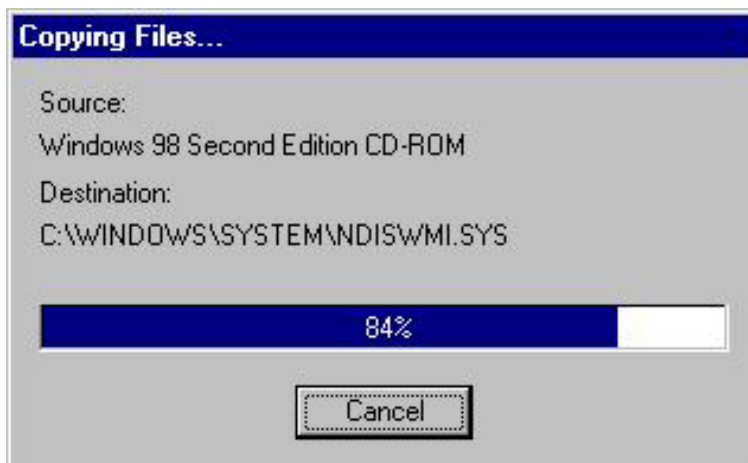 Copying Files...
Source:
Windows 98 Second Edition CD-ROM
Destination:
C:\WINDOWS\SYSTEM\NDISWMI.SYS
84%
Cancel